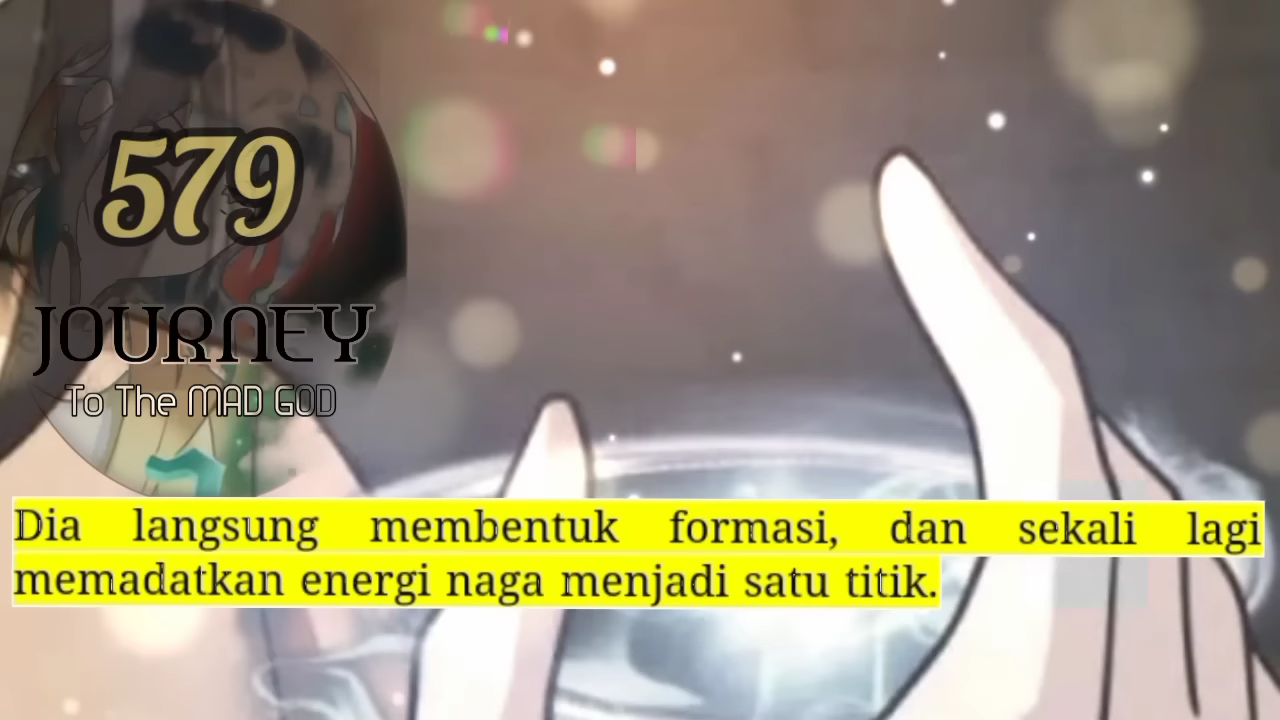 579
JOURNEY
To The MAD GOD
Dia langsung membentuk formasi, dan sekali lagi
memadatkan energi naga menjadi satu titik.